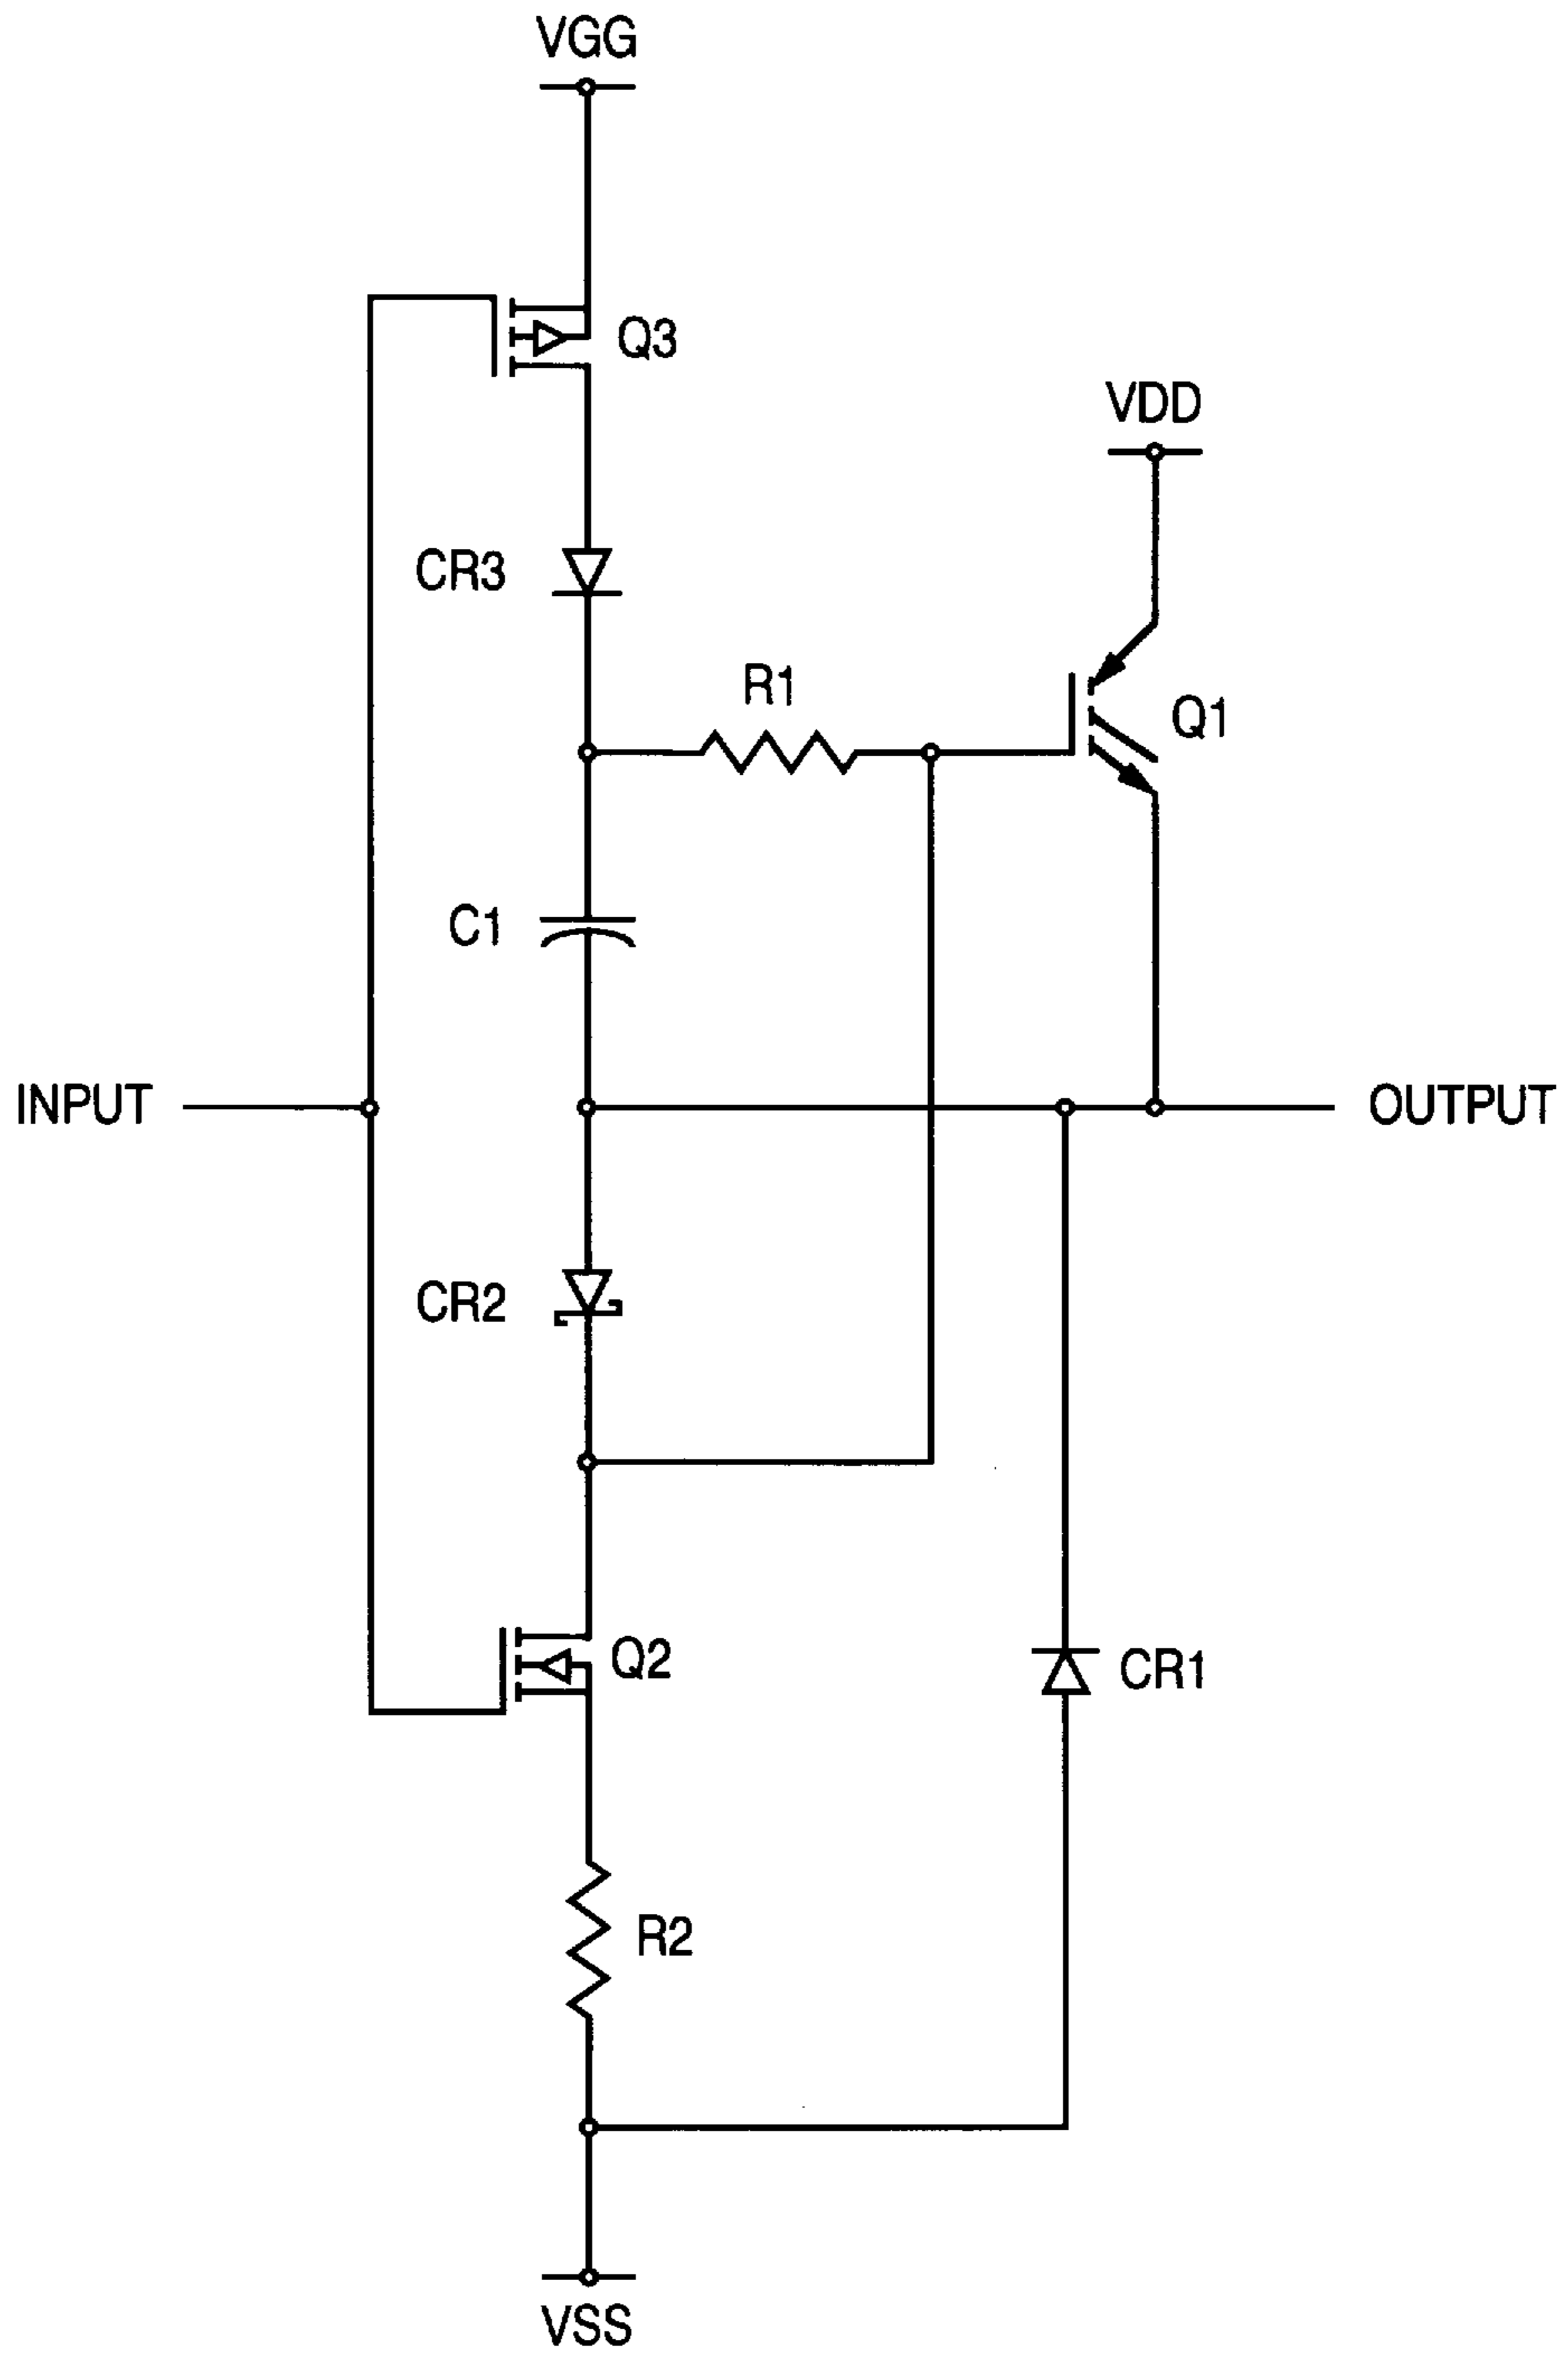 VGG
Q3
VDD
CR3
R1
Q1
C1
INPUT
OUTPUT
CR2
Q2
CR1
R2
VSS